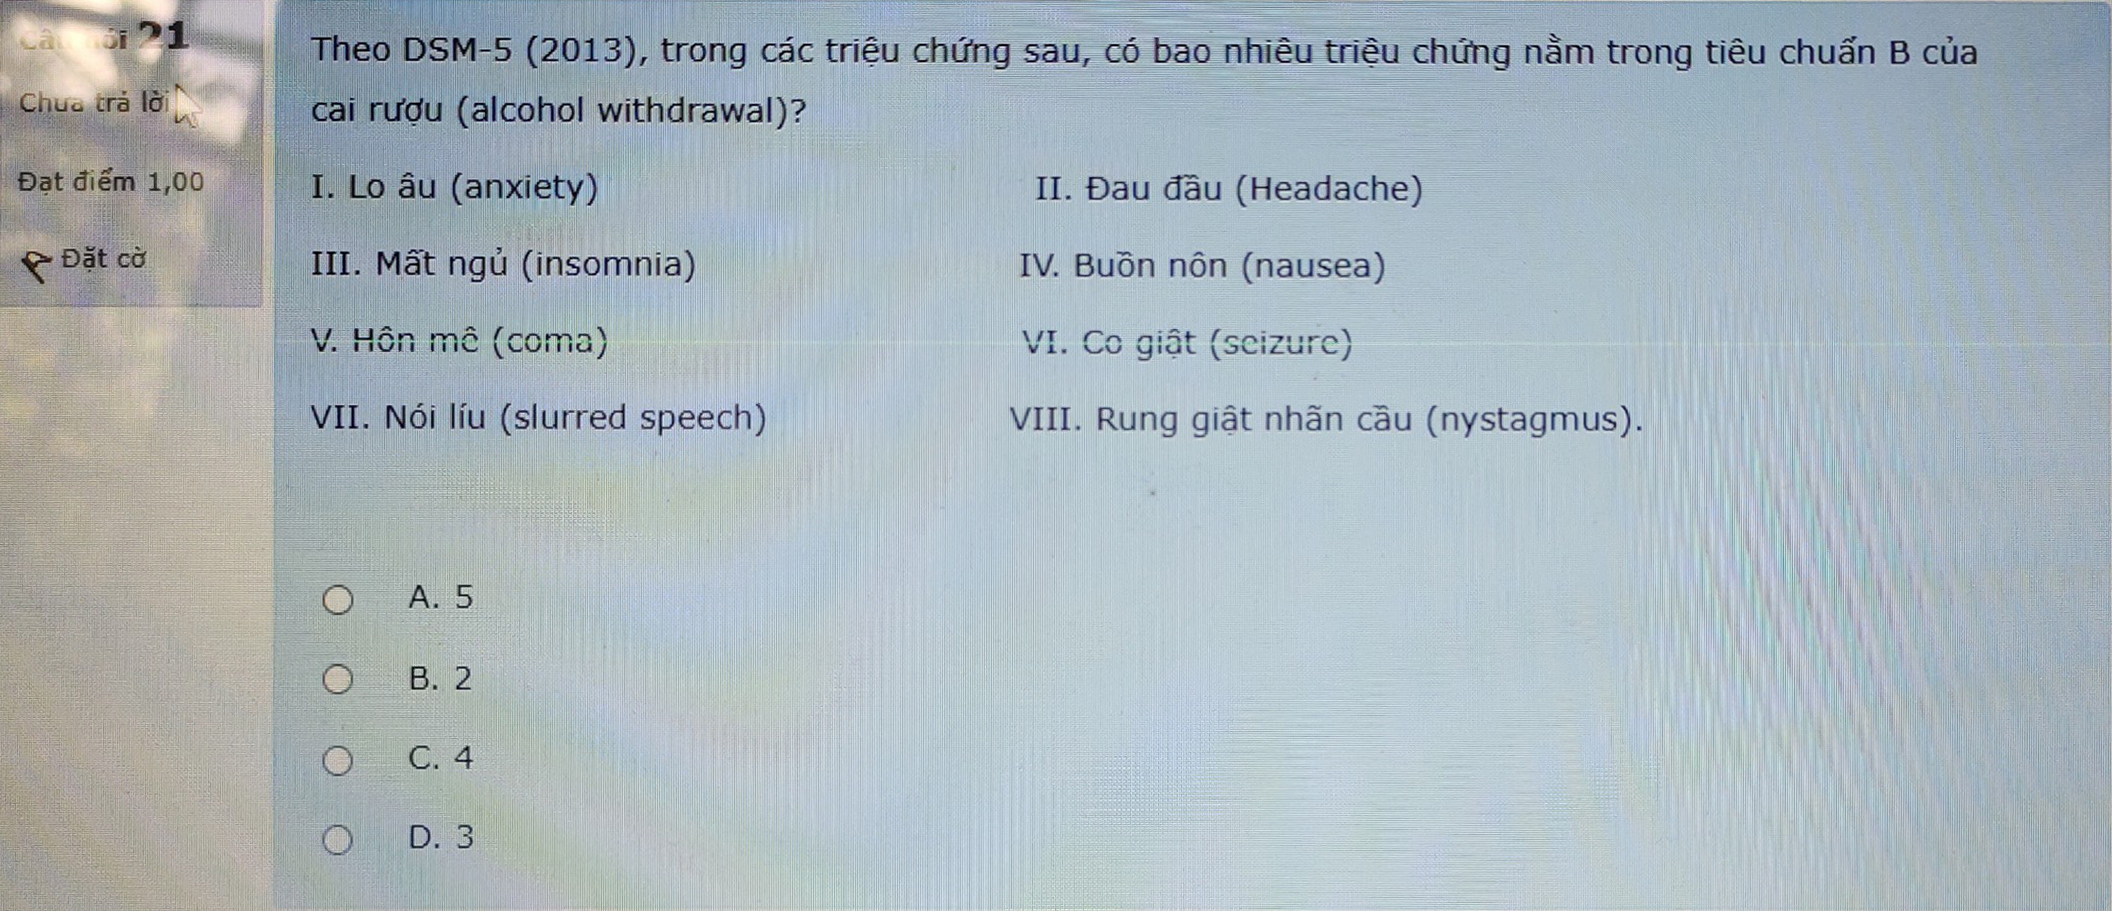 21
Chưa trả lời
Đạt điểm 1,00
Đặt cờ
Theo DSM-5 (2013), trong các triệu chứng sau, có bao nhiêu triệu chứng nằm trong tiêu chuẩn B của
cai rượu (alcohol withdrawal)?
I. Lo âu (anxiety)
II. Đau đầu (Headache)
III. Mất ngủ (insomnia)
IV. Buồn nôn (nausea)
V. Hôn mê (coma)
VI. Co giật (seizure)
VII. Nói líu (slurred speech)
VIII. Rung giật nhãn cầu (nystagmus).
A. 5
B. 2
C. 4
D. 3